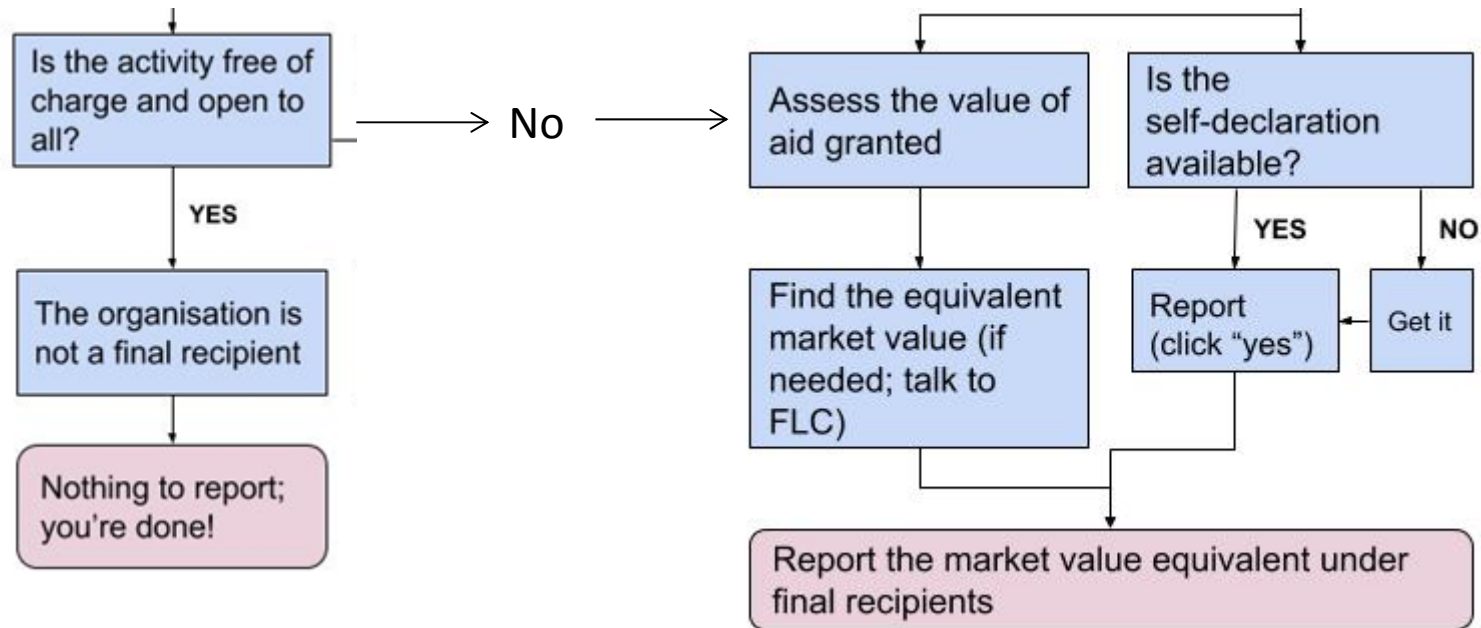 Is the activity free of
charge and open to
all?
YES
The organisation is
not a final recipient
Nothing to report;
you're done!
No
Assess the value of
aid granted
Find the equivalent
market value (if
needed; talk to
FLC)
Is the
self-declaration
available?
YES
NO
Report
(click “yes”)
Get it
Report the market value equivalent under
final recipients